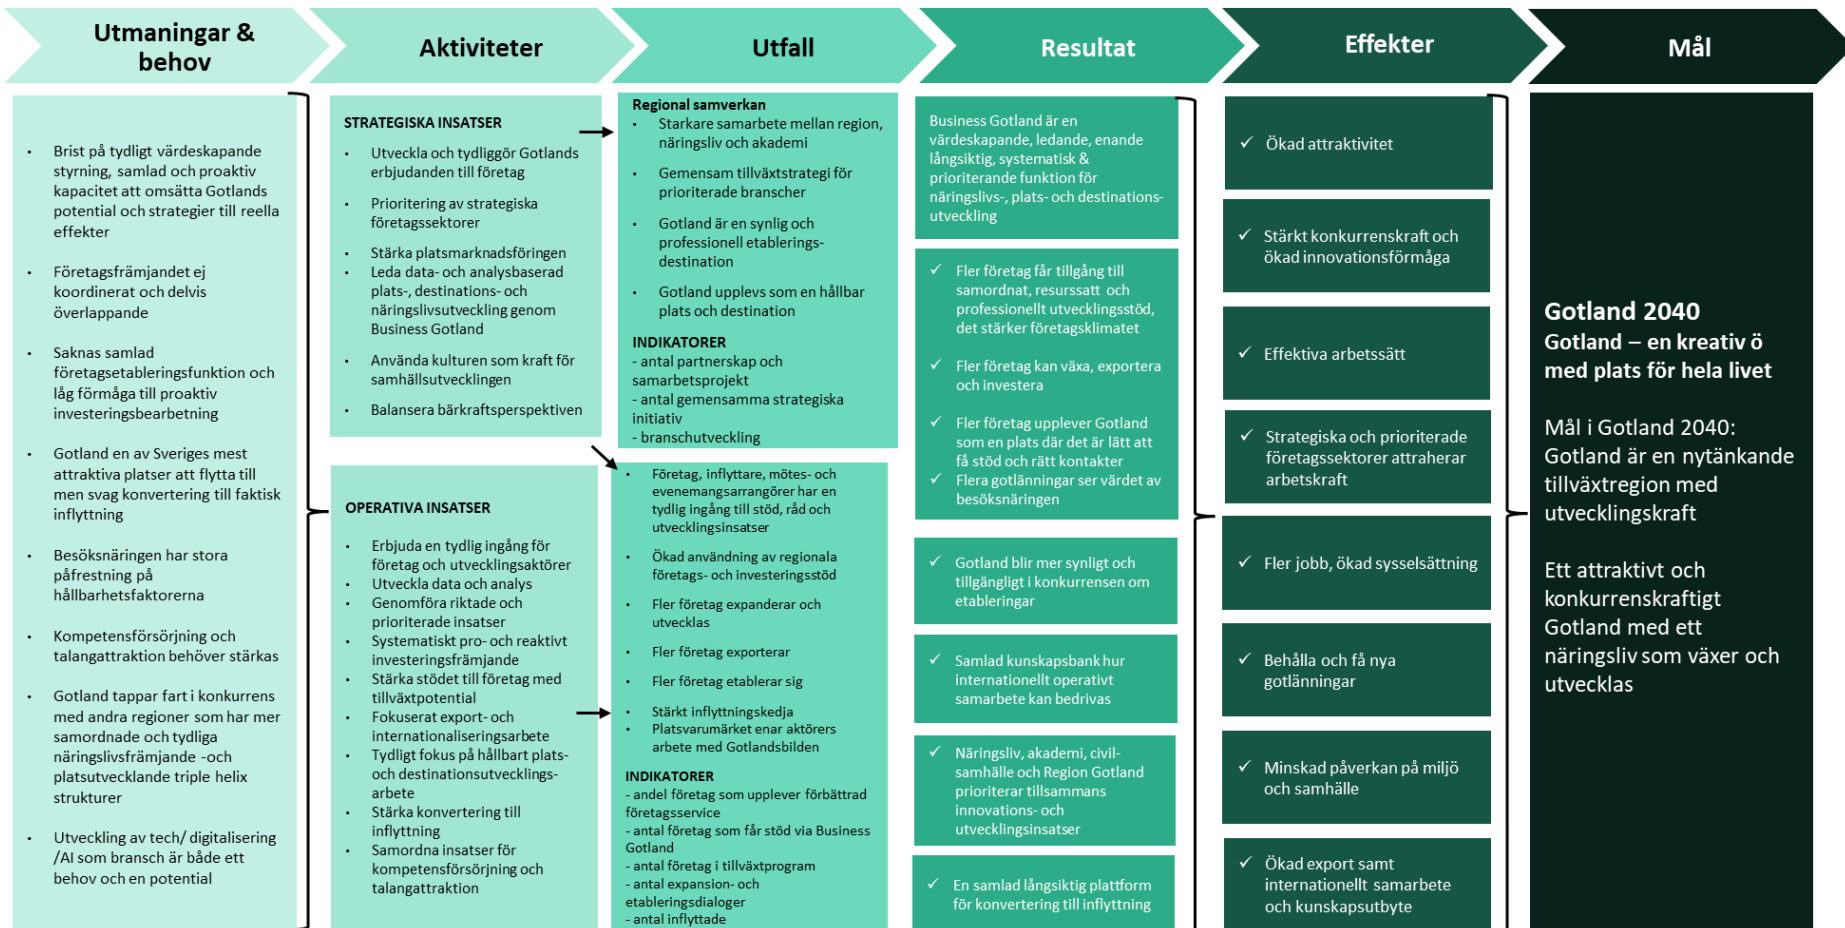 Utmaningar &
behov
Aktiviteter
Utfall
Resultat
Effekter
Mål
• Brist på tydligt värdeskapande
styrning, samlad och proaktiv
kapacitet att omsätta Gotlands
potential och strategier till reella
effekter
• Företagsfrämjandet ej
koordinerat och delvis
överlappande
• Saknas samlad
företagsetableringsfunktion och
låg förmåga till proaktiv
investeringsbearbetning
• Gotland en av Sveriges mest
attraktiva platser att flytta till
men svag konvertering till faktisk
inflyttning
• Besöksnäringen har stora
påfrestning på
hållbarhetsfaktorerna
• Kompetensförsörjning och
talangattraktion behöver stärkas
• Gotland tappar fart i konkurrens
med andra regioner som har mer
samordnade och tydliga
näringslivsfrämjande -och
platsutvecklande triple helix
strukturer
• Utveckling av tech/ digitalisering
/AI som bransch är både ett
behov och en potential
STRATEGISKA INSATSER
• Utveckla och tydliggör Gotlands
erbjudanden till företag
• Prioritering av strategiska
företagssektorer
• Stärka platsmarknadsföringen
• Leda data- och analysbaserad
plats-, destinations- och
näringslivsutveckling genom
Business Gotland
• Använda kulturen som kraft för
samhällsutvecklingen
• Balansera bärkraftsperspektiven
OPERATIVA INSATSER
• Erbjuda en tydlig ingång för
företag och utvecklingsaktörer
• Utveckla data och analys
• Genomföra riktade och
prioriterade insatser
• Systematiskt pro- och reaktivt
investeringsfrämjande
• Stärka stödet till företag med
tillväxtpotential
• Fokuserat export- och
internationaliseringsarbete
• Tydligt fokus på hållbart plats-
och destinationsutvecklings-
arbete
• Stärka konvertering till
inflyttning
• Samordna insatser för
kompetensförsörjning och
talangattraktion
Regional samverkan
• Starkare samarbete mellan region,
näringsliv och akademi
• Gemensam tillväxtstrategi för
prioriterade branscher
• Gotland är en synlig och
professionell etablerings-
destination
• Gotland upplevs som en hållbar
plats och destination
INDIKATORER
- antal partnerskap och
samarbetsprojekt
- antal gemensamma strategiska
initiativ
- branschutveckling
• Företag, inflyttare, mötes- och
evenemangsarrangörer har en
tydlig ingång till stöd, råd och
utvecklingsinsatser
• Ökad användning av regionala
företags- och investeringsstöd
• Fler företag expanderar och
utvecklas
• Fler företag exporterar
• Fler företag etablerar sig
• Stärkt inflyttningskedja
• Platsvarumärket enar aktörers
arbete med Gotlandsbilden
INDIKATORER
- andel företag som upplever förbättrad
företagsservice
- antal företag som får stöd via Business
Gotland
- antal företag i tillväxtprogram
- antal expansion- och
etableringsdialoger
- antal inflyttade
Business Gotland är en
värdeskapande, ledande, enande
långsiktig, systematisk &
prioriterande funktion för
näringslivs-, plats- och destinations-
utveckling
✓ Fler företag får tillgång till
samordnat, resurssatt och
professionellt utvecklingsstöd,
det stärker företagsklimatet
✓ Fler företag kan växa, exportera
och investera
✓ Fler företag upplever Gotland
som en plats där det är lätt att
få stöd och rätt kontakter
✓ Flera gotlänningar ser värdet av
besöksnäringen
✓ Gotland blir mer synligt och
tillgängligt i konkurrensen om
etableringar
✓ Samlad kunskapsbank hur
internationellt operativt
samarbete kan bedrivas
✓ Näringsliv, akademi, civil-
samhälle och Region Gotland
prioriterar tillsammans
innovations- och
utvecklingsinsatser
✓ En samlad långsiktig plattform
för konvertering till inflyttning
✓ Ökad attraktivitet
✓ Stärkt konkurrenskraft och
ökad innovationsförmåga
✓ Effektiva arbetssätt
✓ Strategiska och prioriterade
företagssektorer attraherar
arbetskraft
✓ Fler jobb, ökad sysselsättning
✓ Behålla och få nya
gotlänningar
✓ Minskad påverkan på miljö
och samhälle
✓ Ökad export samt
internationellt samarbete
och kunskapsutbyte
Gotland 2040
Gotland – en kreativ ö
med plats för hela livet
Mål i Gotland 2040:
Gotland är en nytänkande
tillväxtregion med
utvecklingskraft
Ett attraktivt och
konkurrenskraftigt
Gotland med ett
näringsliv som växer och
utvecklas